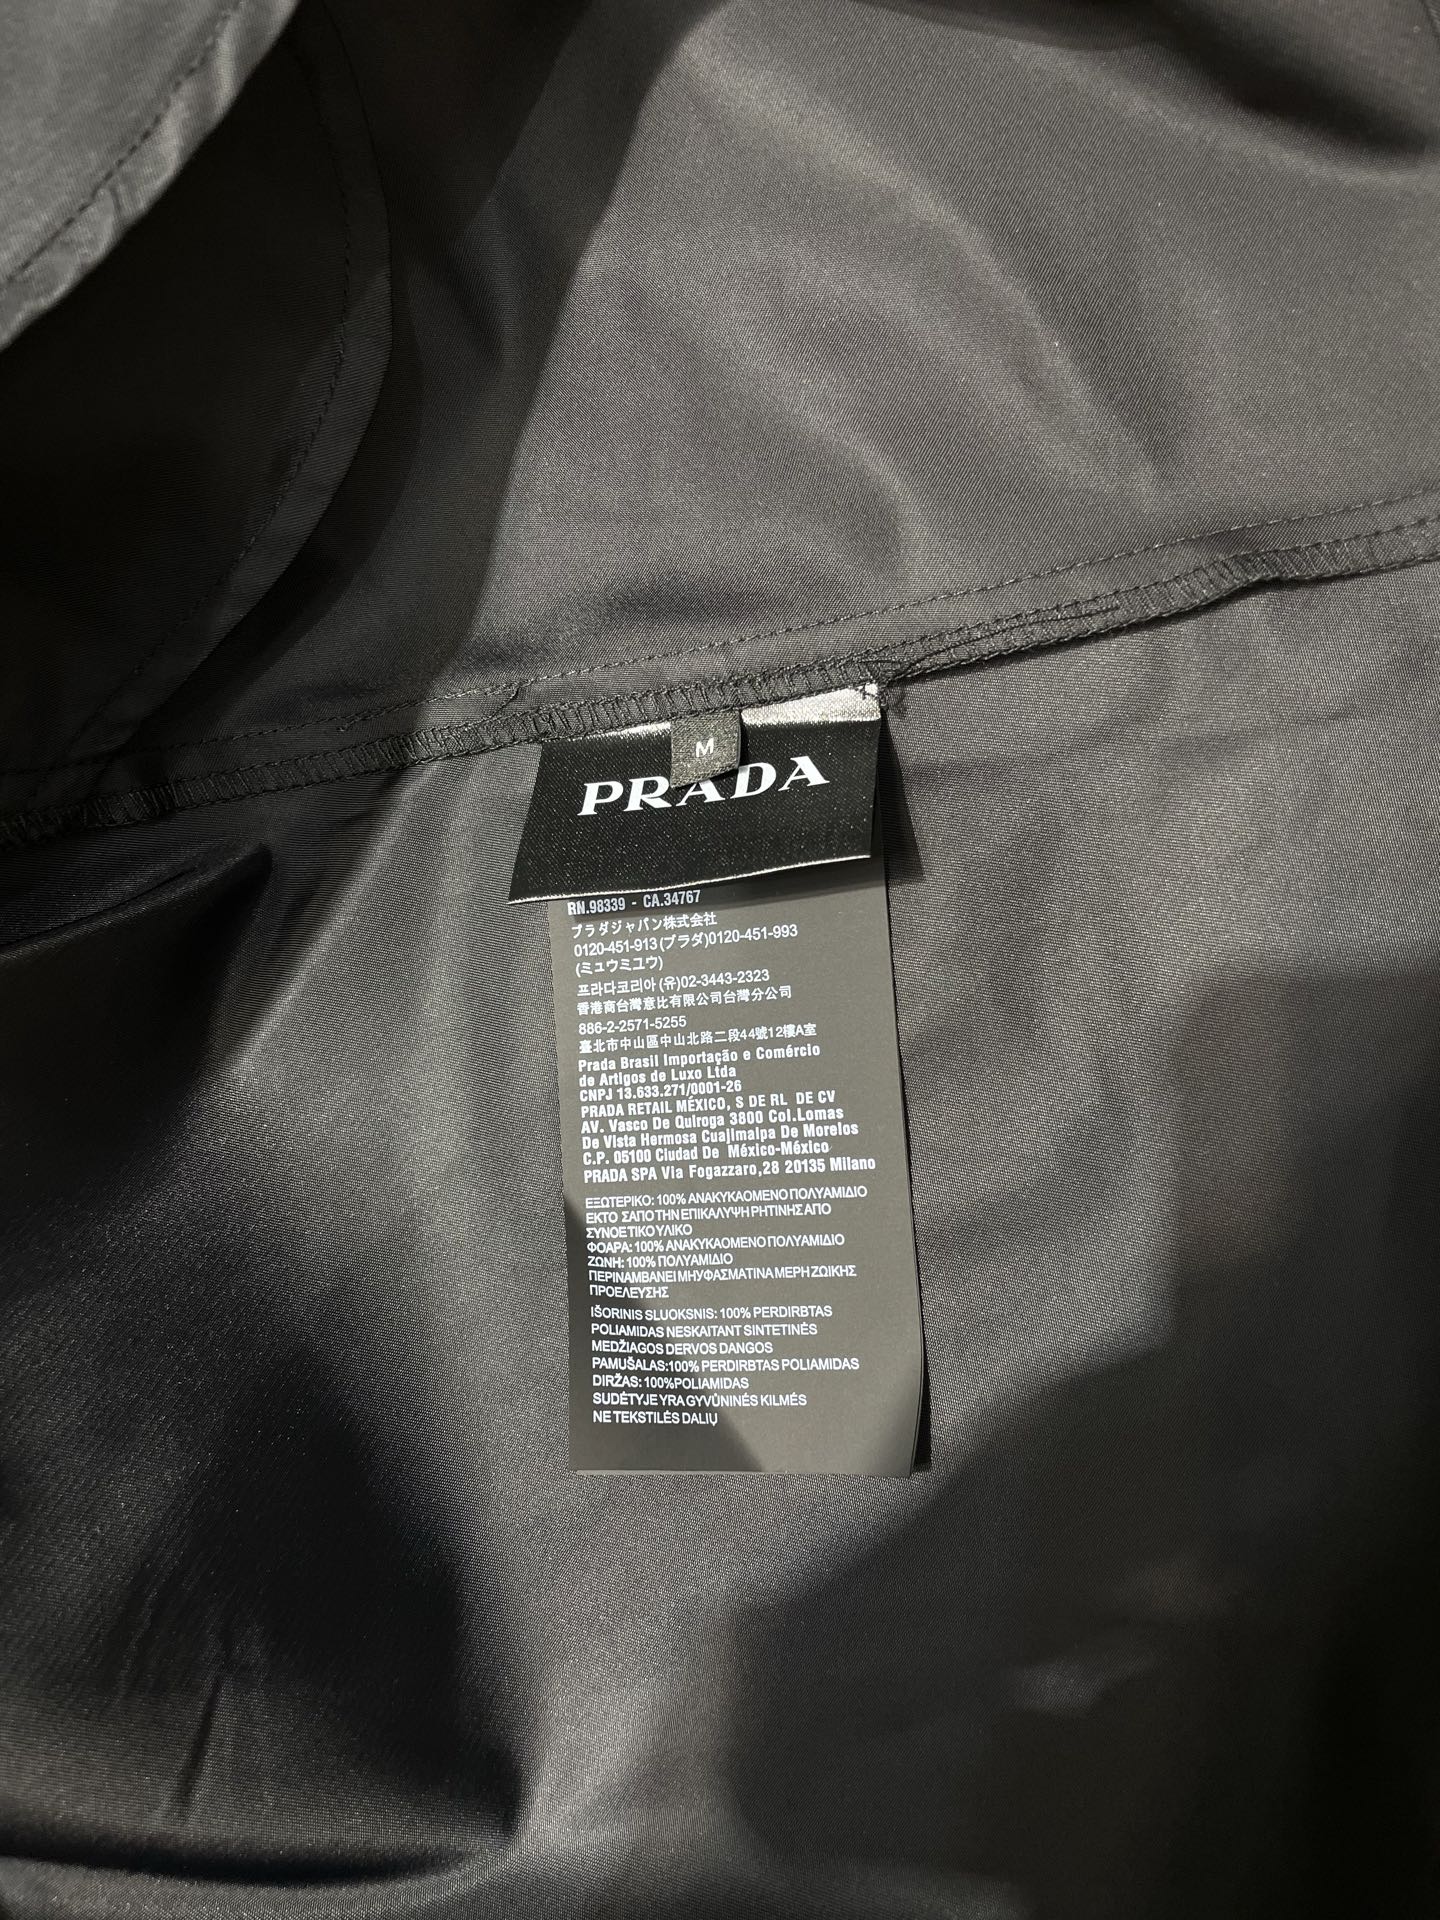 M
PRADA
RN.98339 - CA.34767
プラダジャパン株式会社
0120-451-913(プラダ)0120-451-993
(ミュウミユウ)
프라다코리아 (유)02-3443-2323
香港商台灣意比有限公司台灣分公司
886-2-2571-5255
臺北市中山區中山北路二段44號12樓A室
Prada Brasil Importação e Comércio
de Artigos de Luxo Ltda
CNPJ 13.633.271/0001-26
PRADA RETAIL MÉXICO, S DE RL DE CV
AV. Vasco De Quiroga 3800 Col.Lomas
De Vista Hermosa Cuajimalpa De Morelos
C.P. 05100 Ciudad De México-México
PRADA SPA Via Fogazzaro,28 20135 Milano
ΕΞΩΤΕΡΙΚΟ: 100% ΑΝΑΚΥΚΑΟΜΕΝΟ ΠΟΛΥΑΜΙΔΙΟ
ΕΚΤΟ ΣΑΠΟ ΤΗΝ ΕΠΙΚΑΛΥΨΗ ΡΗΤΙΝΗΣ ΑΠΟ
ΣΥΝΟΕΤΙΚΟ ΥΛΙΚΟ
ΦΟΑΡΑ: 100% ΑΝΑΚΥΚΑΟΜΕΝΟ ΠΟΛΥΑΜΙΔΙΟ
ΖΩΝΗ: 100% ΠΟΛΥΑΜΙΔΙΟ
ΠΕΡΙΝΑΜΒΑΝΕΙ ΜΗΥΦΑΣΜΑΤΙΝΑ ΜΕΡΗ ΖΩΙΚΗΣ
ΠΡΟΕΛΕΥΣΗΣ
IŠORINIS SLUOKSNIS: 100% PERDIRBTAS
POLIAMIDAS NESKAITANT SINTETINĖS
MEDŽIAGOS DERVOS DANGOS
PAMUŠALAS:100% PERDIRBTAS POLIAMIDAS
DIRŽAS: 100%POLIAMIDAS
SUDĖTYJE YRA GYVŪNINĖS KILMĖS
NE TEKSTILĖS DALIŲ